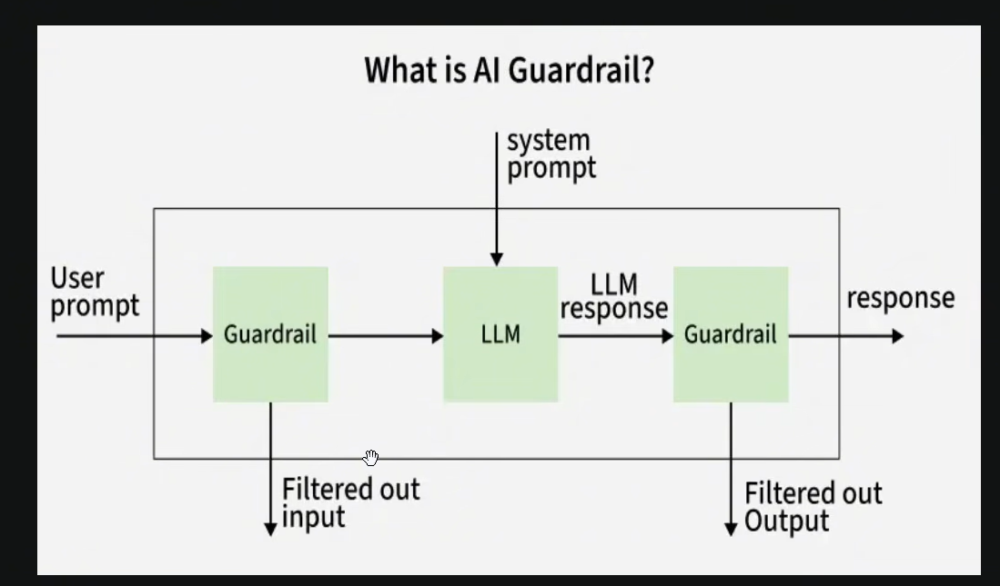 What is AI Guardrail?
system
prompt
User
prompt
Guardrail
LLM
LLM
response
Guardrail
response
Filtered out
input
Filtered out
Output